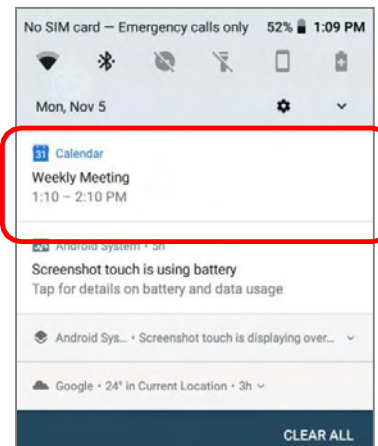 No SIM card — Emergency calls only 52% 1:09 PM
Mon, Nov 5
31 Calendar
Weekly Meeting
1:10 – 2:10 PM
Android System • 5h
Screenshot touch is using battery
Tap for details on battery and data usage
Android Sys... • Screenshot touch is displaying over...
Google • 24° in Current Location • 3h
CLEAR ALL